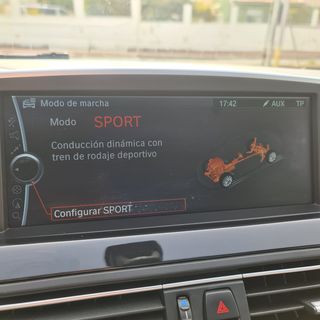 Modo de marcha 17:42 AUX TP
Modo SPORT
Conducción dinámica con
tren de rodaje deportivo
Configurar SPORT